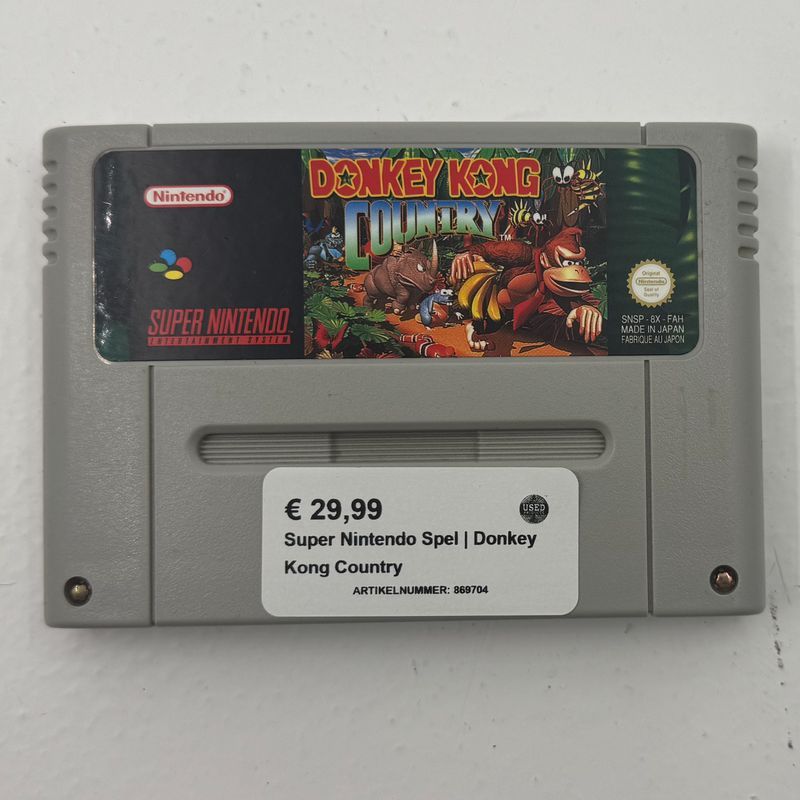 Nintendo
SUPER NINTENDO
ENTERTAINMENT SYSTEM
DONKEY KONG
COUNTRY
TM
Original
Nintendo
Seal of
Quality
SNSP - 8X - FAH
MADE IN JAPAN
FABRIQUE AU JAPON
€ 29,99
USED
Super Nintendo Spel | Donkey
Kong Country
ARTIKELNUMMER: 869704